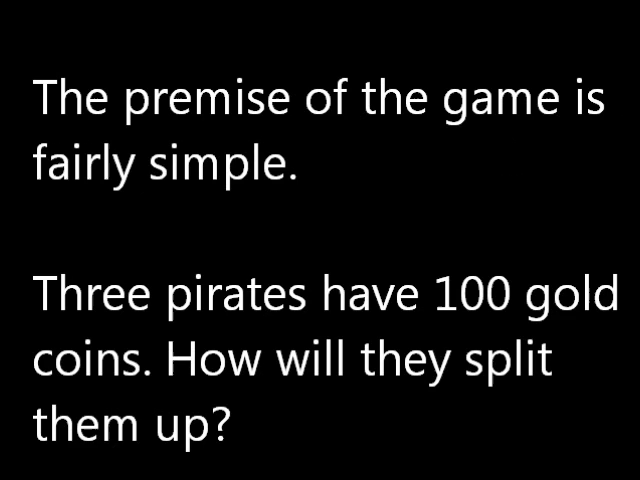 The premise of the game is
fairly simple.
Three pirates have 100 gold
coins. How will they split
them up?